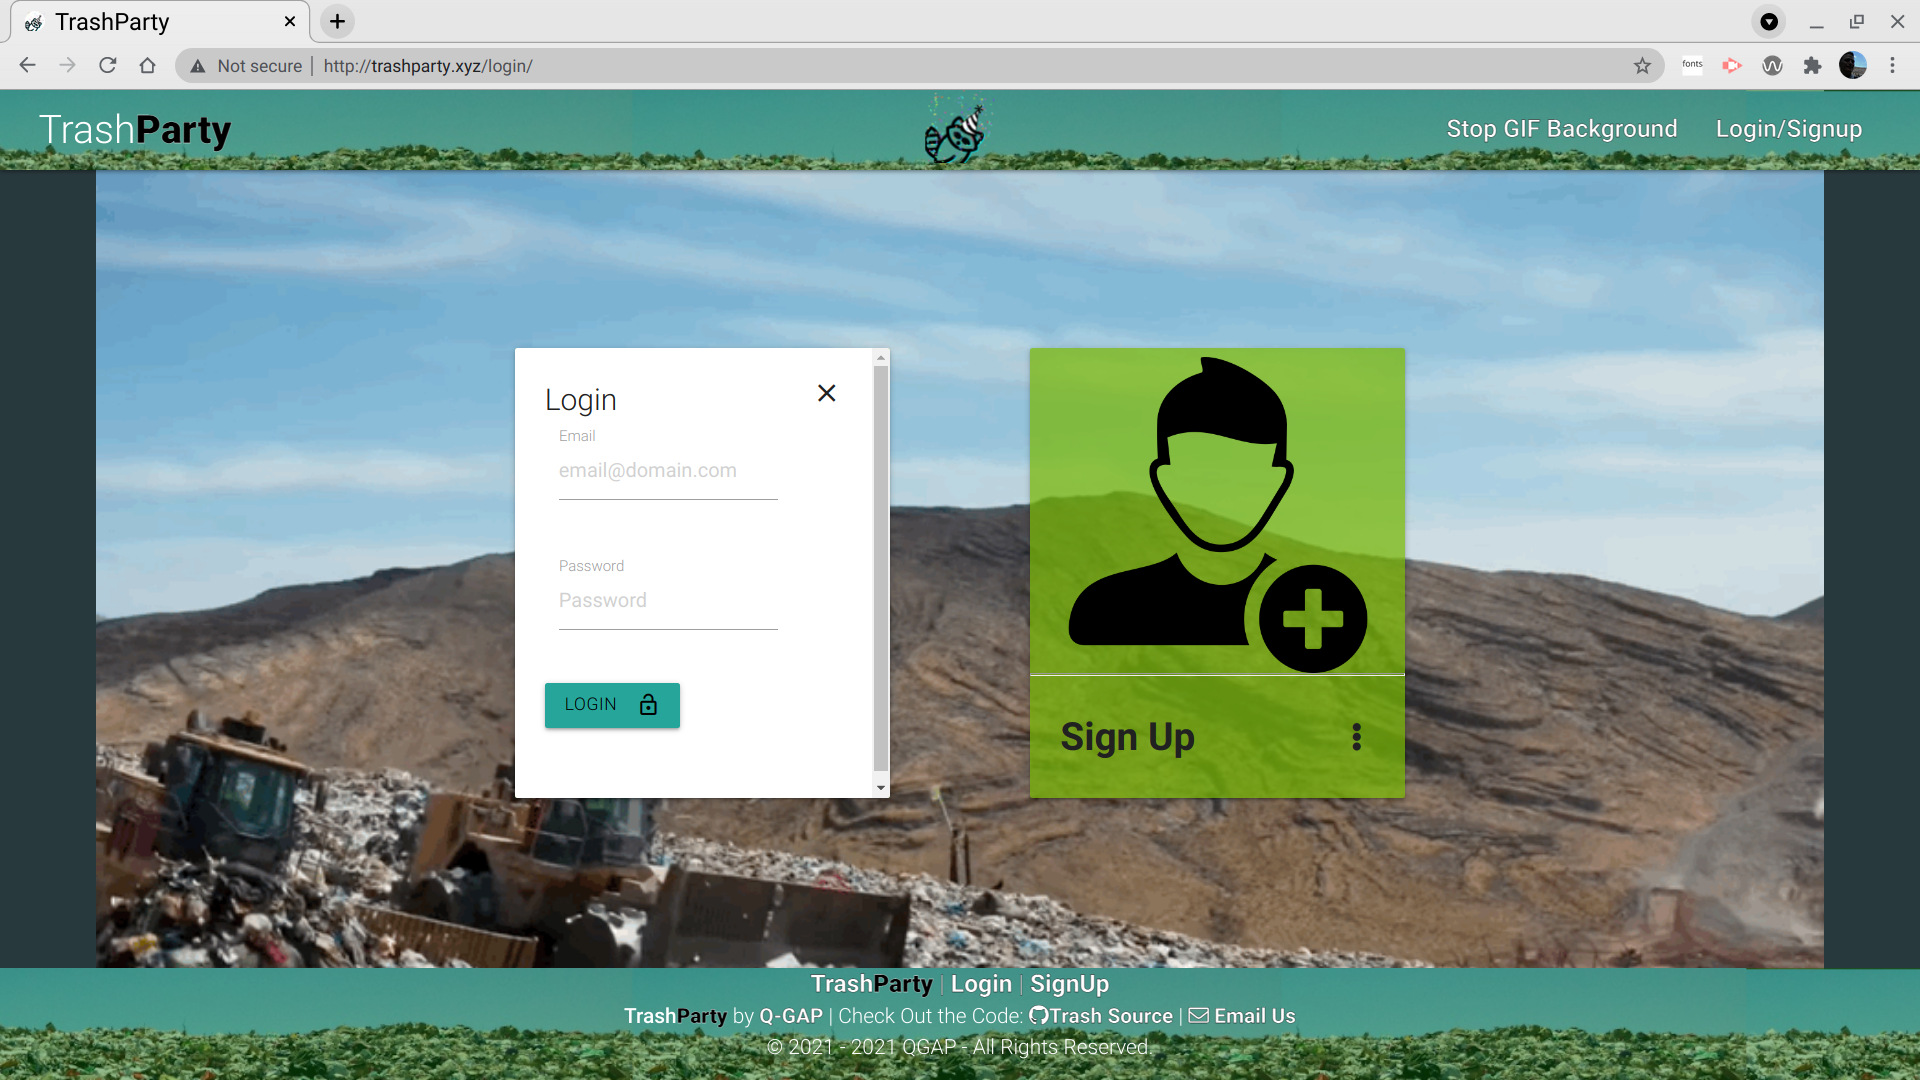 TrashParty
Not secure | http://trashparty.xyz/login/
fonts
TrashParty
Stop GIF Background
Login/Signup
Login
Email
email@domain.com
Password
Password
LOGIN
Sign Up
TrashParty | Login | SignUp
TrashParty by Q-GAP | Check Out the Code: Trash Source | Email Us
© 2021 - 2021 QGAP - All Rights Reserved.